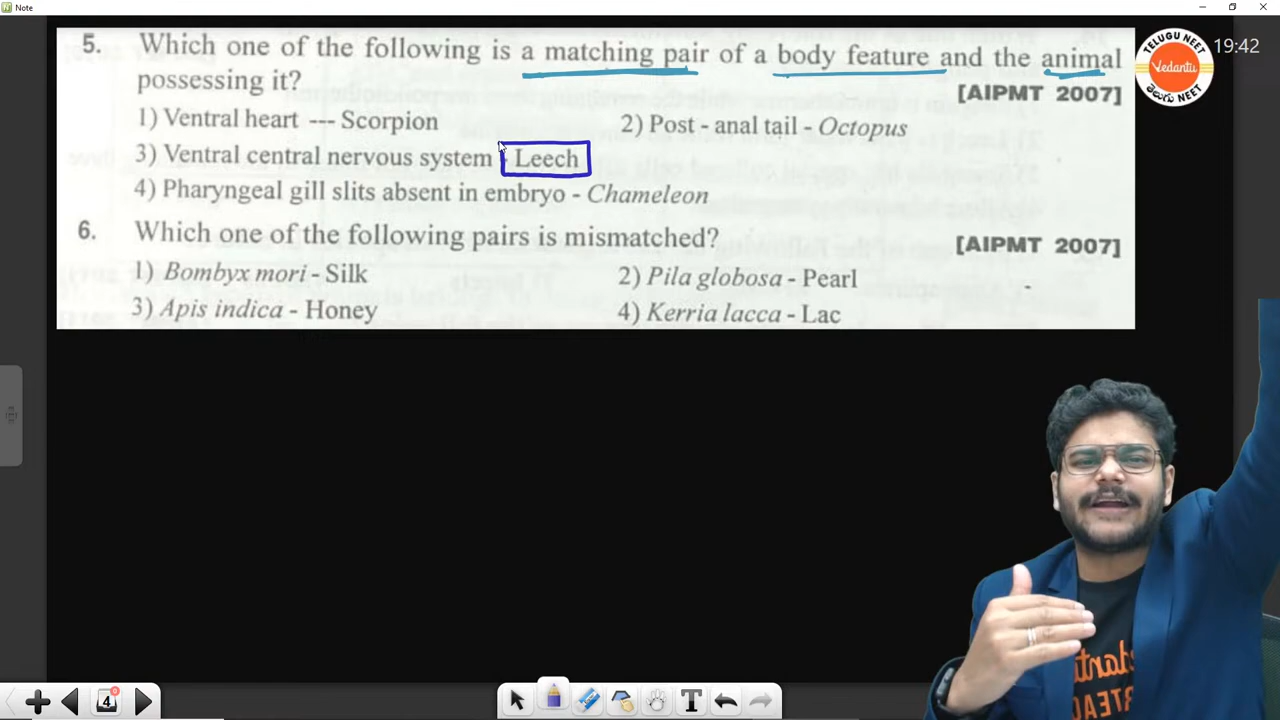 Note
19:42
TELUGU NEET
Vedantu
తెలుగు NEET
5. Which one of the following is a matching pair of a body feature and the animal
possessing it?
[AIPMT 2007]
1) Ventral heart --- Scorpion 2) Post - anal tail - Octopus
3) Ventral central nervous system - Leech
4) Pharyngeal gill slits absent in embryo - Chameleon
6. Which one of the following pairs is mismatched? [AIPMT 2007]
1) Bombyx mori - Silk 2) Pila globosa - Pearl
3) Apis indica - Honey 4) Kerria lacca - Lac
4
8
T